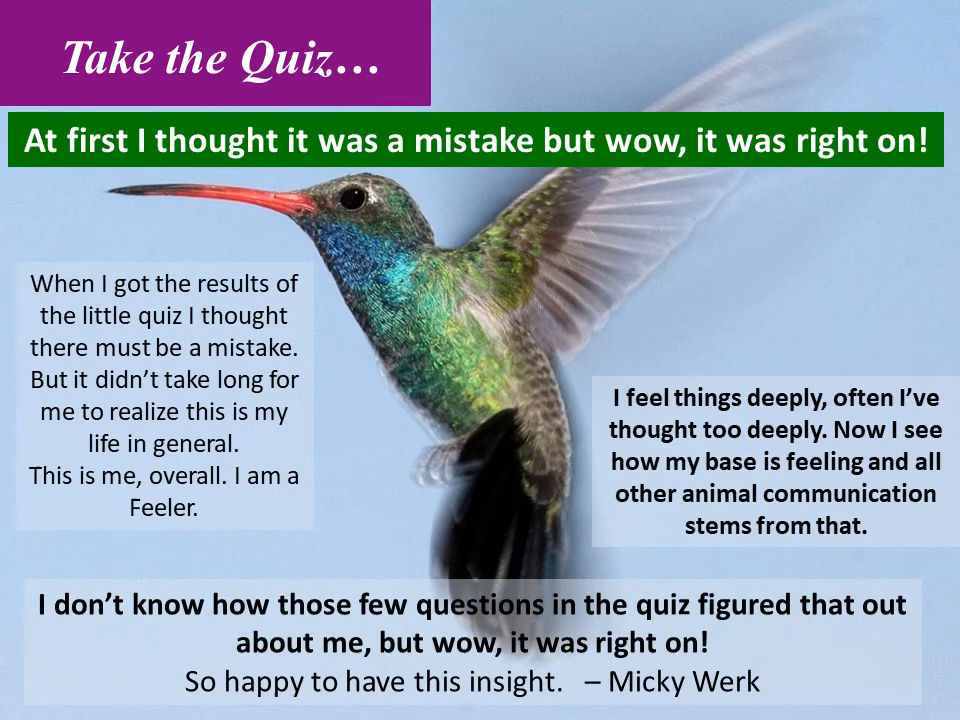 Take the Quiz…
At first I thought it was a mistake but wow, it was right on!
When I got the results of
the little quiz I thought
there must be a mistake.
But it didn’t take long for
me to realize this is my
life in general.
This is me, overall. I am a
Feeler.
I feel things deeply, often I’ve
thought too deeply. Now I see
how my base is feeling and all
other animal communication
stems from that.
I don’t know how those few questions in the quiz figured that out
about me, but wow, it was right on!
So happy to have this insight.   – Micky Werk